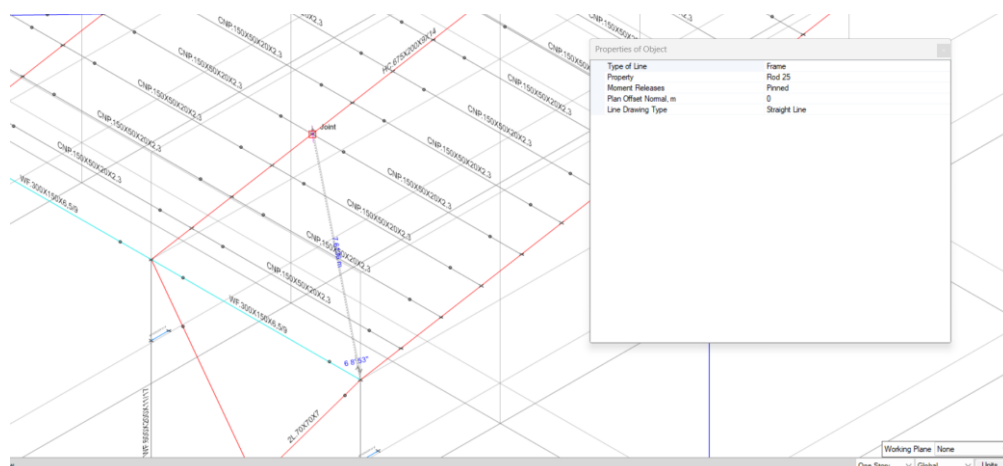 CNP.150X50X20X2,3
CNP.150X50X20X2,3
CNP.150X50X20X2,3
HC.675X200X9X14
CNP.150X50X20X2,3
CNP.150X50X20X2,3
CNP.150X50X20X2,3
CNP.150X50X20X2,3
Joint
CNP.150X50X20X2,3
CNP.150X50X20X2,3
CNP.150X50X20X2,3
CNP.150X50X20X2,3
CNP.150X50X20X2,3
WF.300X150X6.5/9
CNP.150X50X20X2,3
CNP.150X50X20X2,3
WF.300X150X6.5/9
6 8' 53"
2L.70X70X7
Properties of Object
Type of Line Frame
Property Rod 25
Moment Releases Pinned
Plan Offset Normal, m 0
Line Drawing Type Straight Line
Working Plane None
One Story Global Units